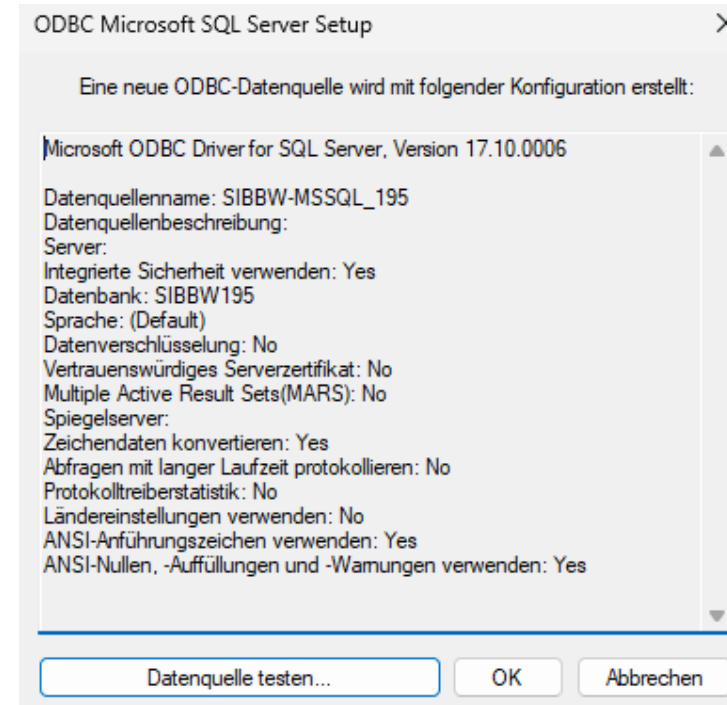 ODBC Microsoft SQL Server Setup
Eine neue ODBC-Datenquelle wird mit folgender Konfiguration erstellt:
Microsoft ODBC Driver for SQL Server, Version 17.10.0006
Datenquellenname: SIBBW-MSSQL_195
Datenquellenbeschreibung:
Server:
Integrierte Sicherheit verwenden: Yes
Datenbank: SIBBW195
Sprache: (Default)
Datenverschlüsselung: No
Vertrauenswürdiges Serverzertifikat: No
Multiple Active Result Sets(MARS): No
Spiegelserver:
Zeichendaten konvertieren: Yes
Abfragen mit langer Laufzeit protokollieren: No
Protokolltreiberstatistik: No
Ländereinstellungen verwenden: No
ANSI-Anführungszeichen verwenden: Yes
ANSI-Nullen, -Auffüllungen und -Warnungen verwenden: Yes
Datenquelle testen...
OK
Abbrechen